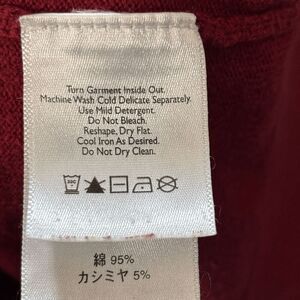 Turn Garment Inside Out.
Machine Wash Cold Delicate Separately.
Use Mild Detergent.
Do Not Bleach.
Reshape, Dry Flat.
Cool Iron As Desired.
Do Not Dry Clean.
綿 95%
カシミヤ 5%